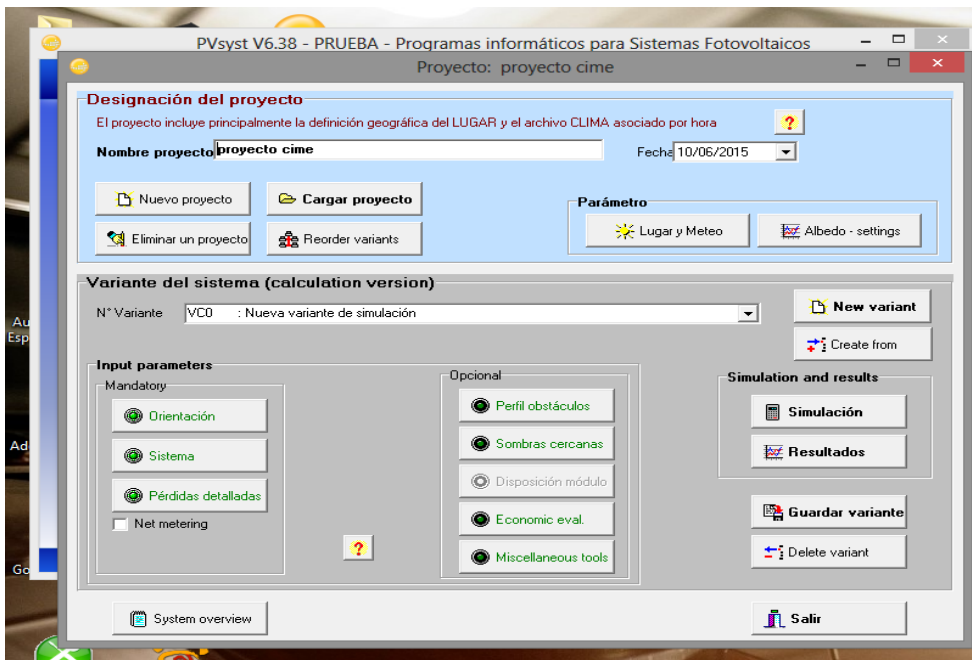 PVsyst V6.38 - PRUEBA - Programas informáticos para Sistemas Fotovoltaicos
Proyecto: proyecto cime
Designación del proyecto
El proyecto incluye principalmente la definición geográfica del LUGAR y el archivo CLIMA asociado por hora
?
Nombre proyecto proyecto cime
Fecha 10/06/2015
Nuevo proyecto
Cargar proyecto
Eliminar un proyecto
Reorder variants
Parámetro
Lugar y Meteo
Albedo - settings
Variante del sistema (calculation version)
N° Variante VC0 : Nueva variante de simulación
New variant
Create from
Input parameters
Mandatory
Orientación
Sistema
Pérdidas detalladas
Net metering
?
Opcional
Perfil obstáculos
Sombras cercanas
Disposición módulo
Economic eval.
Miscellaneous tools
Simulation and results
Simulación
Resultados
Guardar variante
Delete variant
System overview
Salir
Au
Esp
Ad
Go